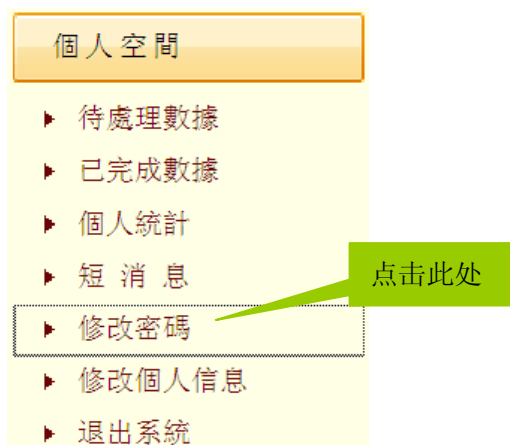 個人空間
待處理數據
已完成數據
個人統計
短 消 息
点击此处
修改密碼
修改個人信息
退出系統